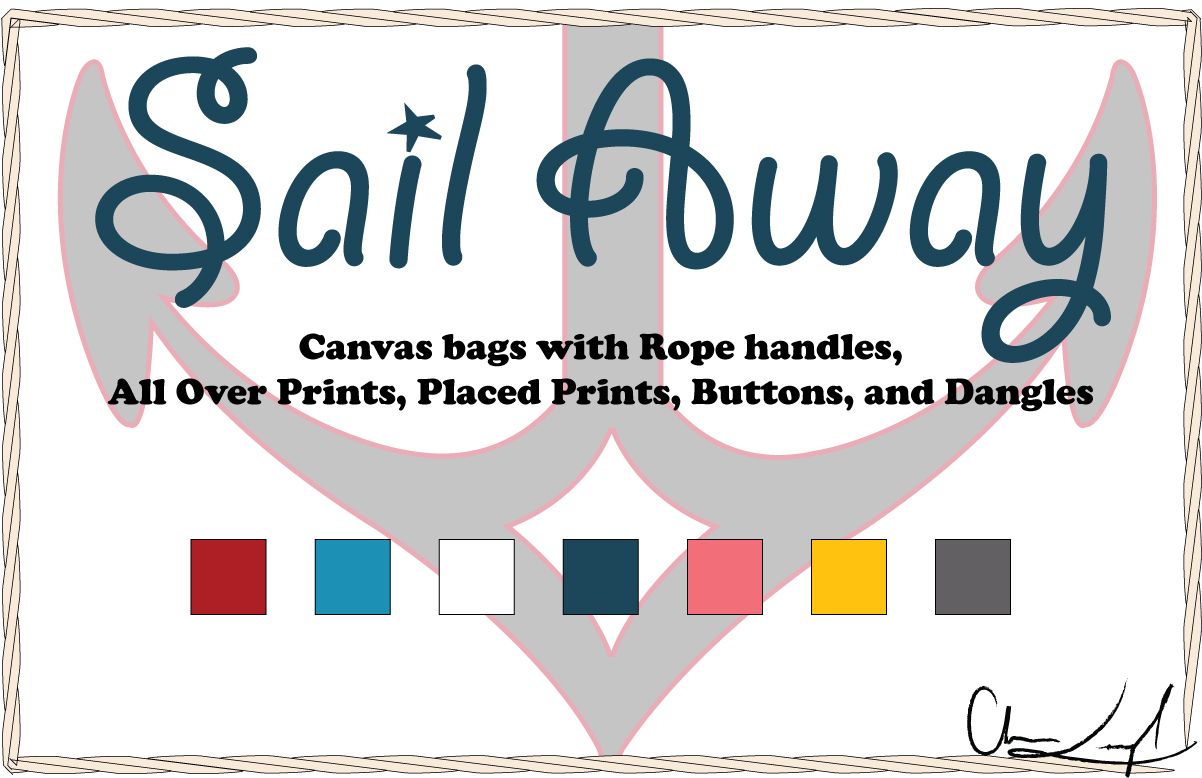 Sail Away
Canvas bags with Rope handles,
All Over Prints, Placed Prints, Buttons, and Dangles